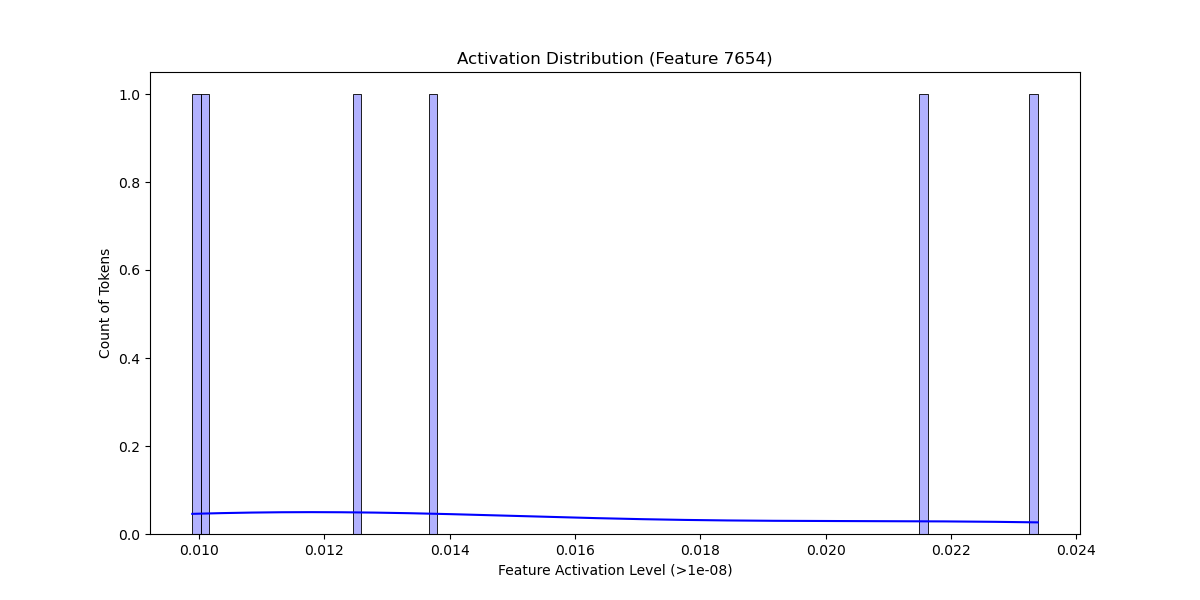 Activation Distribution (Feature 7654)
Count of Tokens
1.0
0.8
0.6
0.4
0.2
0.0
0.010 0.012 0.014 0.016 0.018 0.020 0.022 0.024
Feature Activation Level (>1e-08)